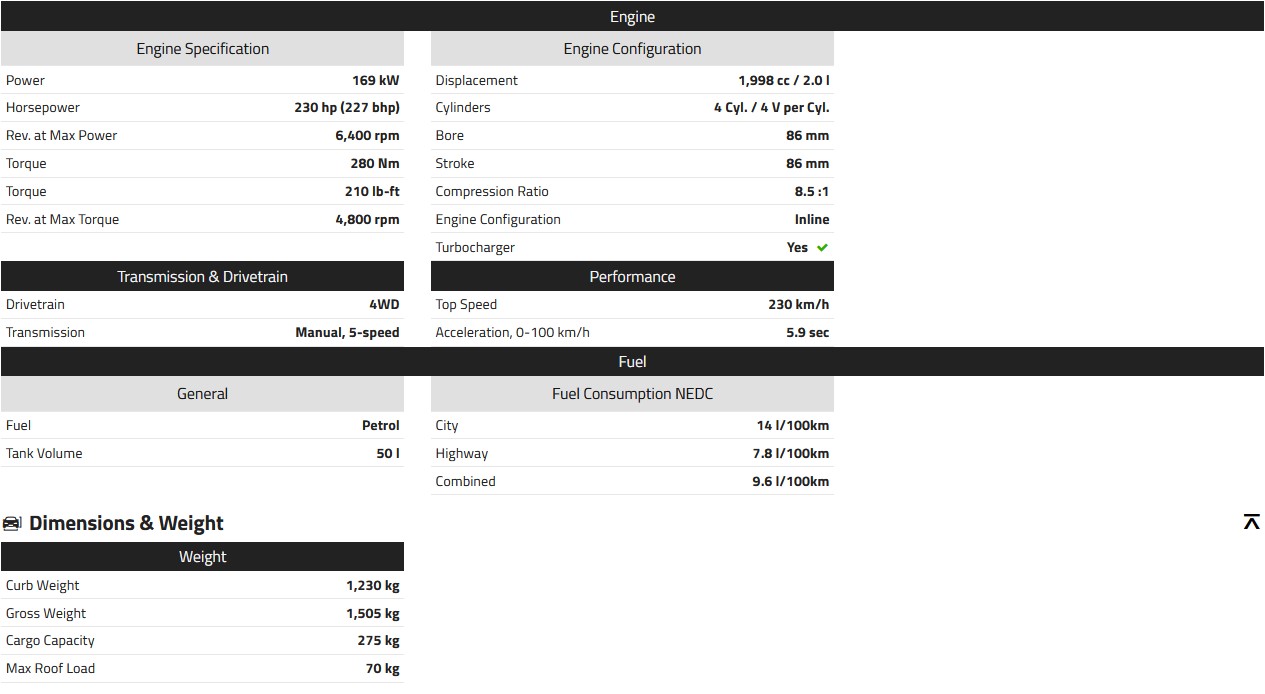 Engine
Engine Specification
Power 169 kW
Horsepower 230 hp (227 bhp)
Rev. at Max Power 6,400 rpm
Torque 280 Nm
Torque 210 lb-ft
Rev. at Max Torque 4,800 rpm
Engine Configuration
Displacement 1,998 cc / 2.0 l
Cylinders 4 Cyl. / 4 V per Cyl.
Bore 86 mm
Stroke 86 mm
Compression Ratio 8.5 :1
Engine Configuration Inline
Turbocharger Yes
Transmission & Drivetrain
Drivetrain 4WD
Transmission Manual, 5-speed
Performance
Top Speed 230 km/h
Acceleration, 0-100 km/h 5.9 sec
Fuel
General
Fuel Petrol
Tank Volume 50 l
Fuel Consumption NEDC
City 14 l/100km
Highway 7.8 l/100km
Combined 9.6 l/100km
Dimensions & Weight
Weight
Curb Weight 1,230 kg
Gross Weight 1,505 kg
Cargo Capacity 275 kg
Max Roof Load 70 kg